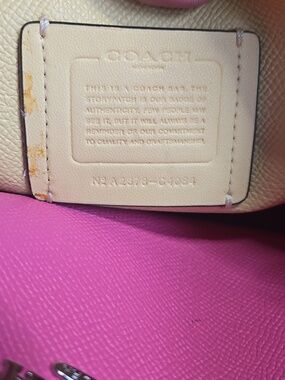 COACH
THIS IS A COACH BAG. THE
STORYPATCH IS OUR BADGE OF
AUTHENTICITY. FEW PEOPLE MAY
SEE IT, BUT IT WILL ALWAYS BE A
REMINDER OF OUR COMMITMENT
TO QUALITY AND CRAFTSMANSHIP.